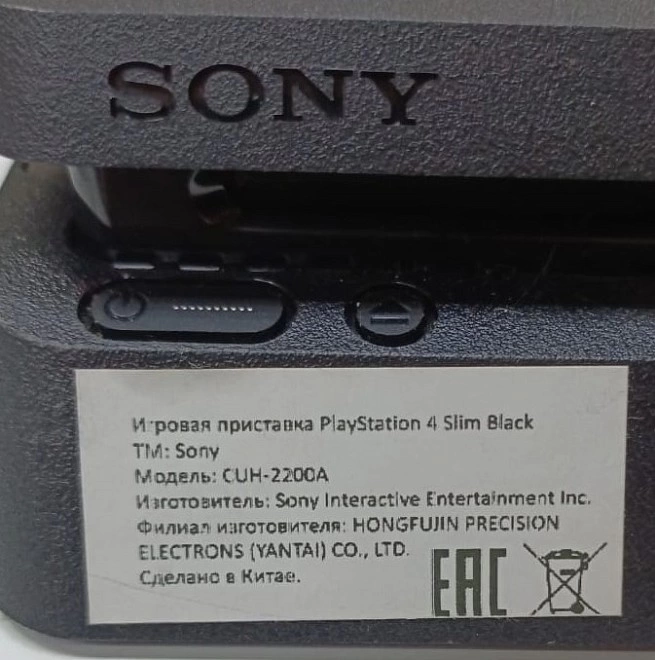 SONY
Игровая приставка PlayStation 4 Slim Black
TM: Sony
Модель: CUH-2200A
Изготовитель: Sony Interactive Entertainment Inc.
Филиал изготовителя: HONGFUJIN PRECISION
ELECTRONS (YANTAI) CO., LTD.
Сделано в Китае.
EAC